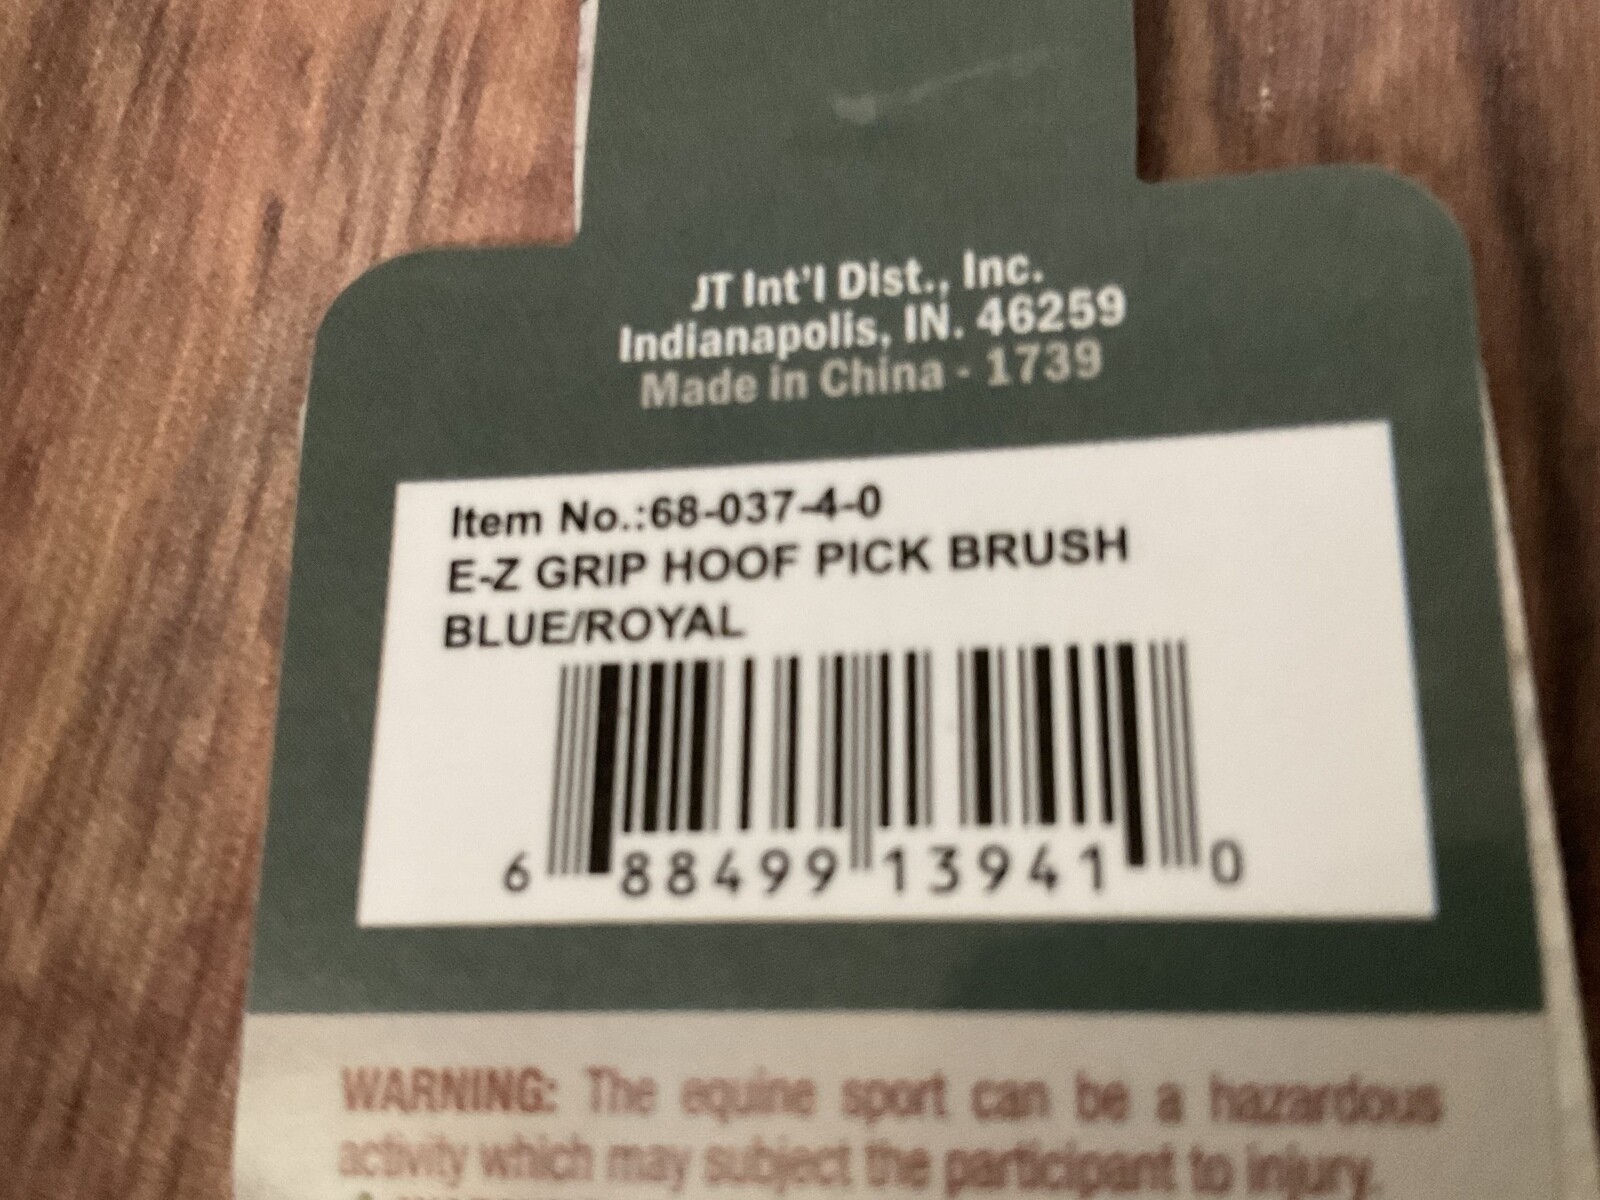 JT Int'l Dist., Inc.
Indianapolis, IN. 46259
Made in China - 1739
Item No.:68-037-4-0
E-Z GRIP HOOF PICK BRUSH
BLUE/ROYAL
6 88499 13941 0
WARNING: The equine sport can be a hazardous
activity which may subject the participant to injury.